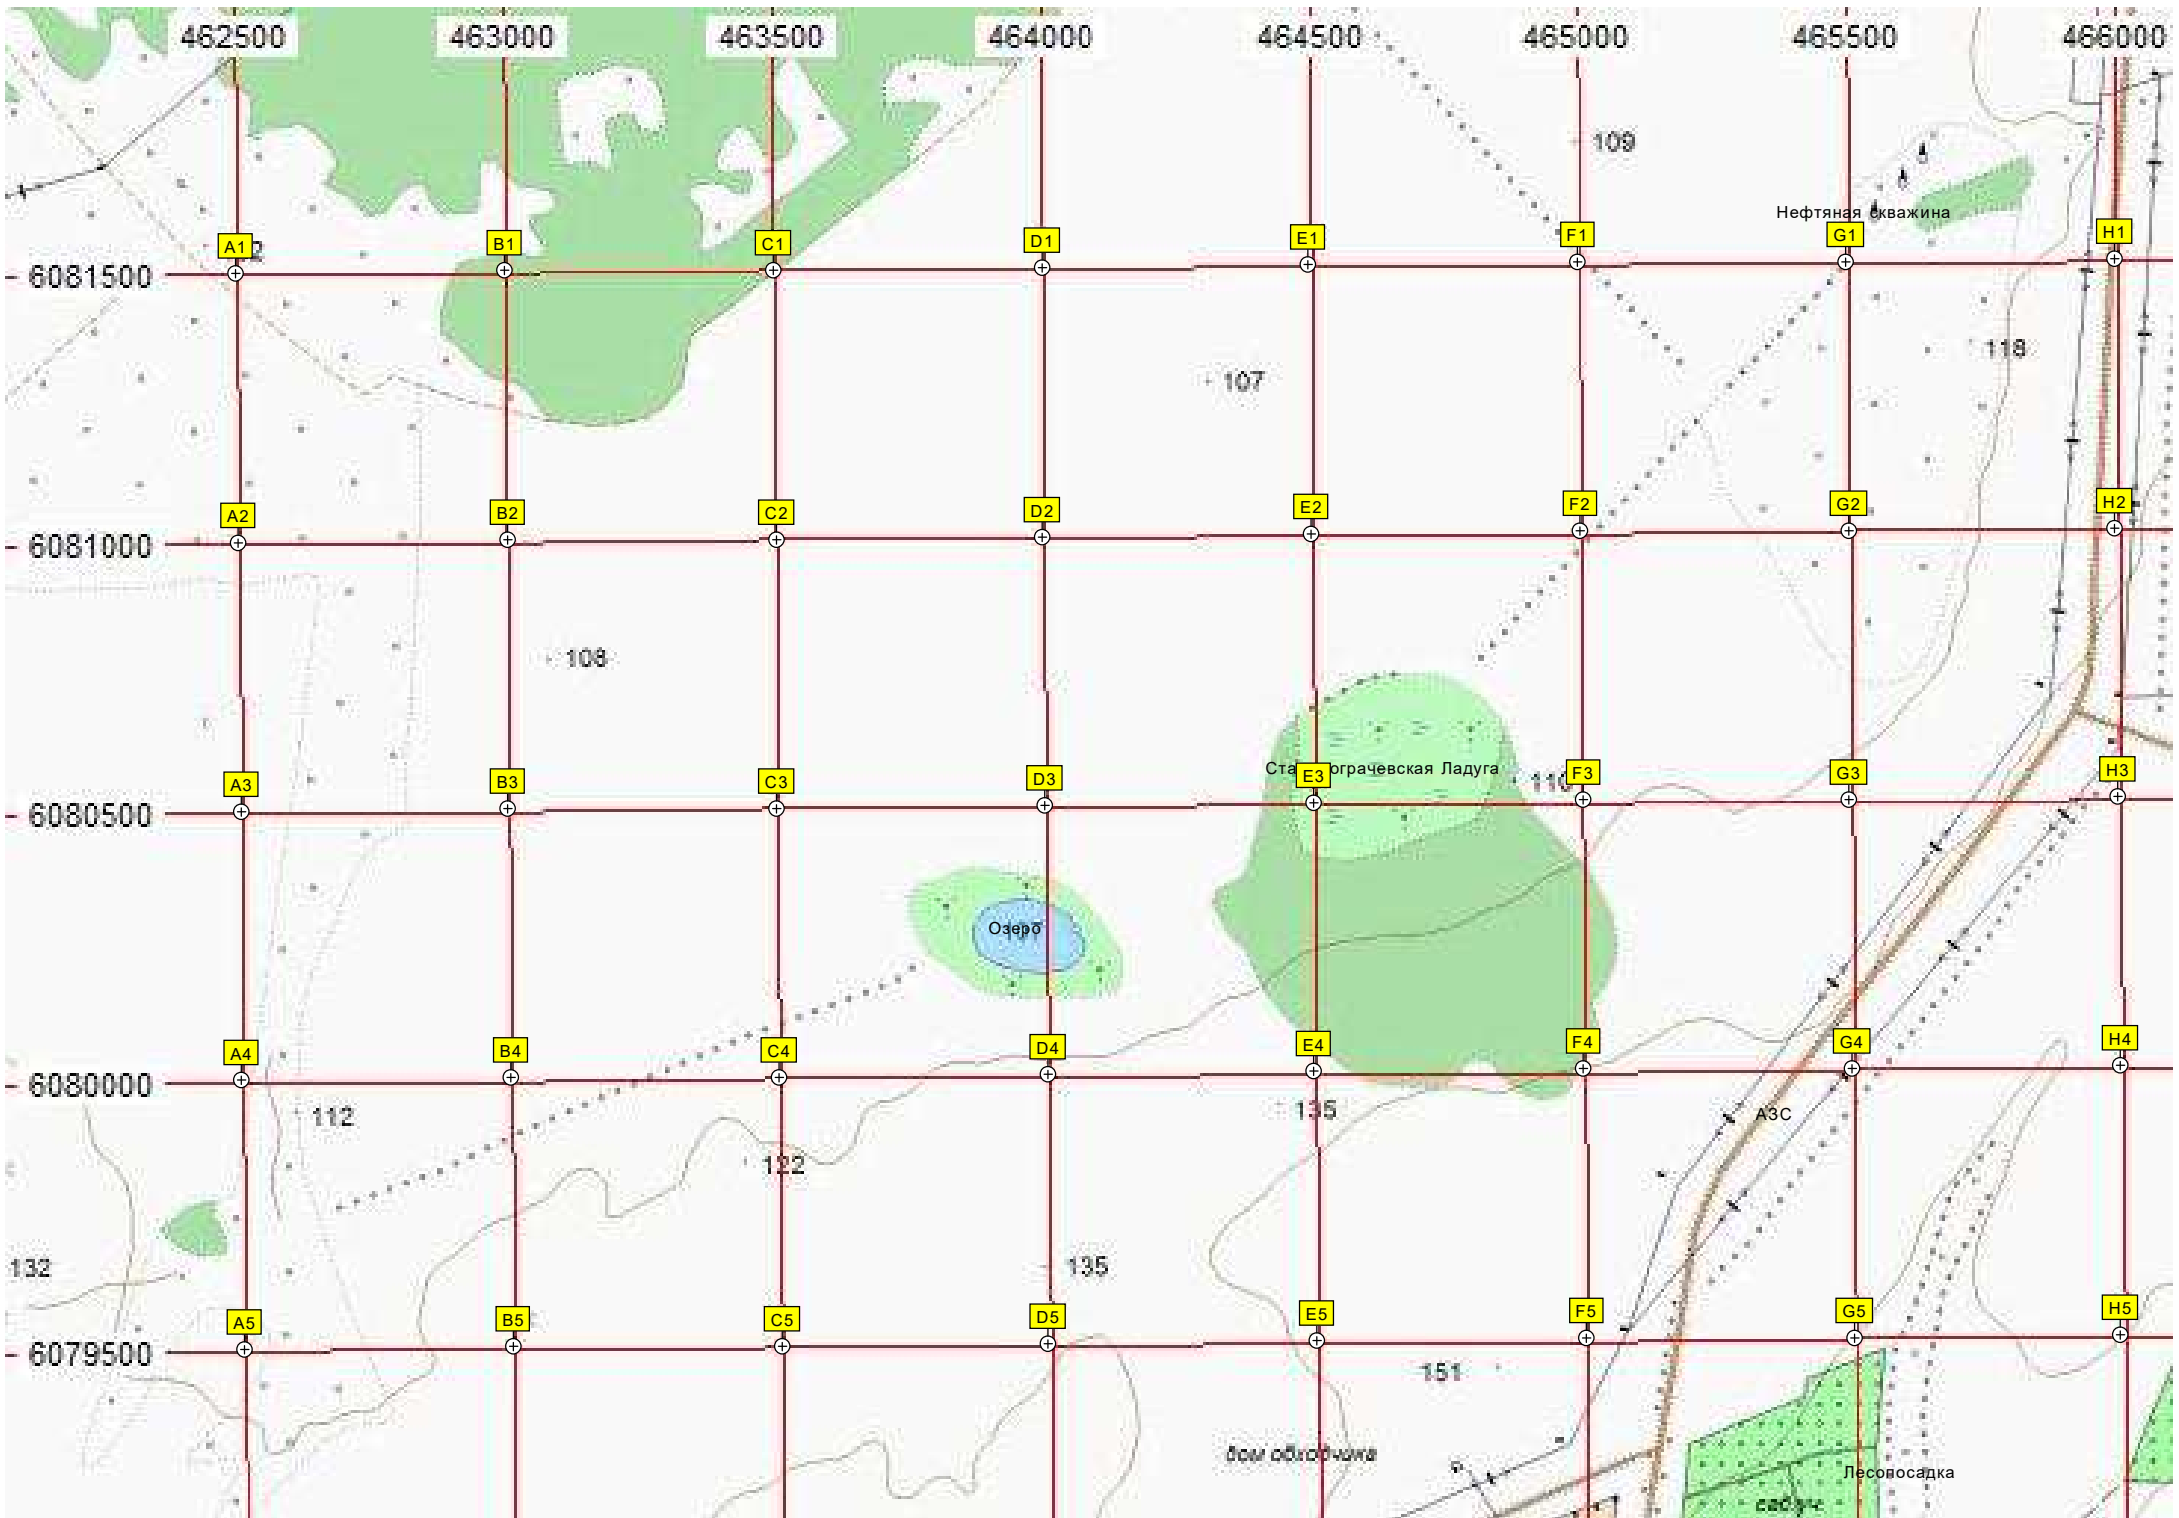 462500 463000 463500 464000 464500 465000 465500 466000
109
Нефтяная скважина
A1 B1 C1 D1 E1 F1 G1 H1
6081500
118
107
A2 B2 C2 D2 E2 F2 G2 H2
6081000
108
A3 B3 C3 D3 E3 F3 G3 H3
Ладуга
110
6080500
Озеро
A4 B4 C4 D4 E4 F4 G4 H4
6080000
112
135
АЗС
122
132
135
A5 B5 C5 D5 E5 F5 G5 H5
6079500
151
дом обходчика
Лесопосадка